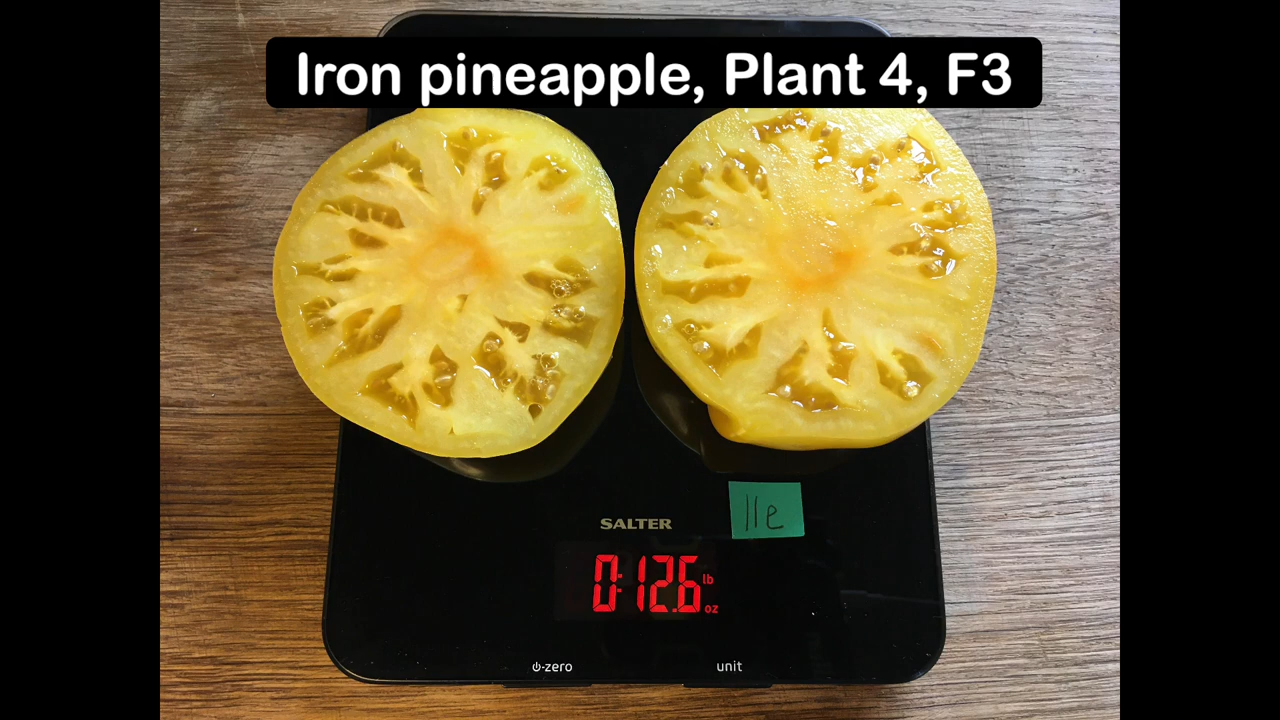 Iron pineapple, Plant 4, F3
11e
SALTER
0:12.6 lb oz
zero
unit